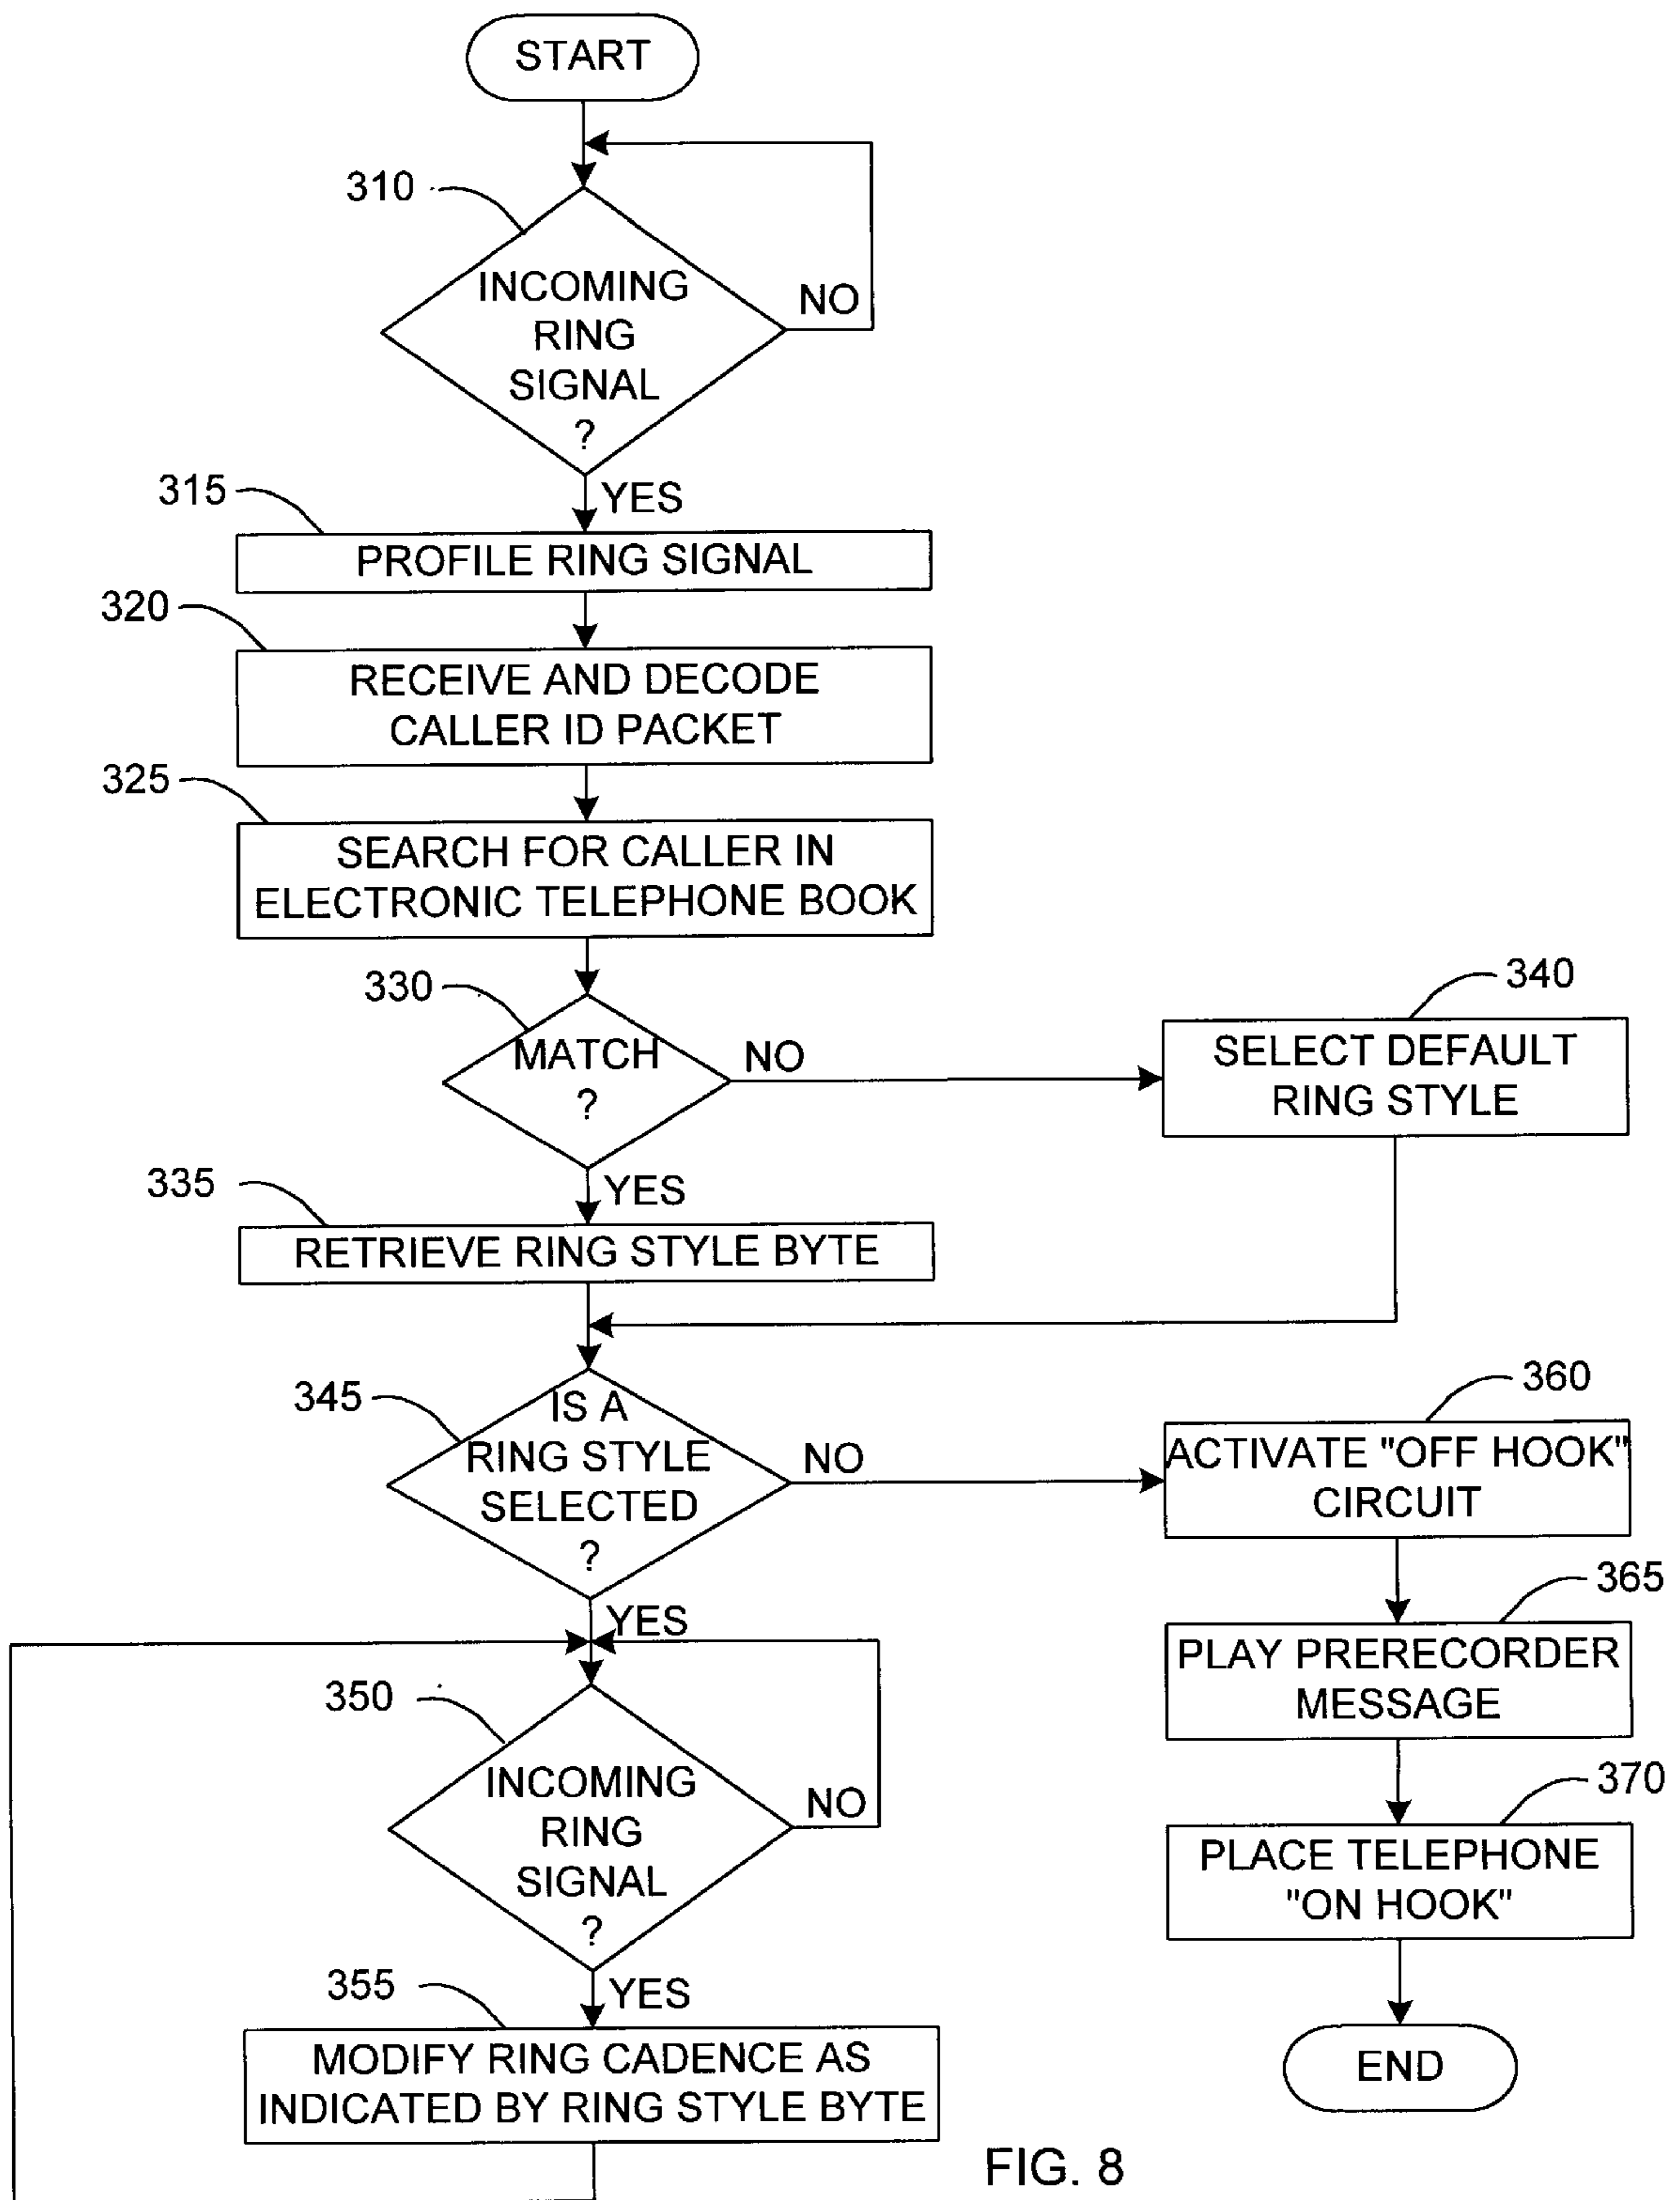 START
310
INCOMING
RING
SIGNAL
?
NO
YES
315
PROFILE RING SIGNAL
320
RECEIVE AND DECODE
CALLER ID PACKET
325
SEARCH FOR CALLER IN
ELECTRONIC TELEPHONE BOOK
330
MATCH
?
NO
340
SELECT DEFAULT
RING STYLE
YES
335
RETRIEVE RING STYLE BYTE
345
IS A
RING STYLE
SELECTED
?
NO
360
ACTIVATE "OFF HOOK"
CIRCUIT
365
PLAY PRERECORDER
MESSAGE
370
PLACE TELEPHONE
"ON HOOK"
END
YES
350
INCOMING
RING
SIGNAL
?
NO
YES
355
MODIFY RING CADENCE AS
INDICATED BY RING STYLE BYTE
FIG. 8